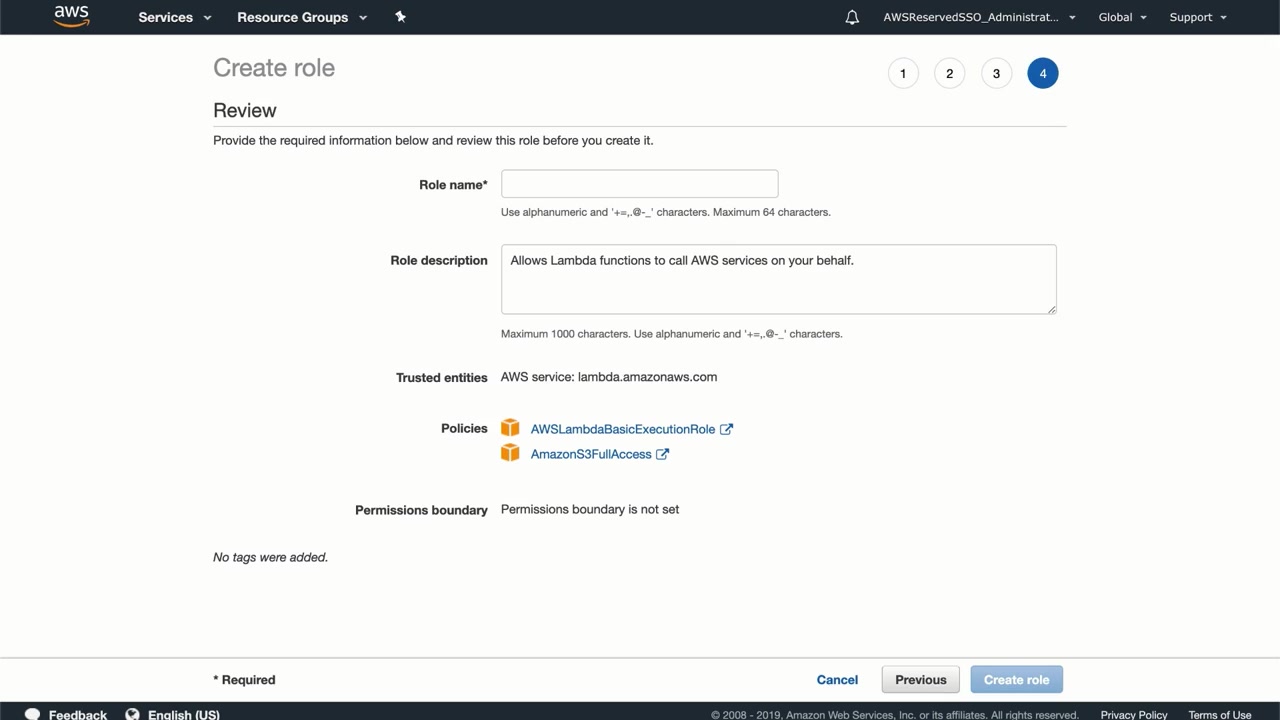 aws Services Resource Groups AWSReservedSSO_Administrat... Global Support
Create role 1 2 3 4
Review
Provide the required information below and review this role before you create it.
Role name*
Use alphanumeric and '+=,.@-_' characters. Maximum 64 characters.
Role description Allows Lambda functions to call AWS services on your behalf.
Maximum 1000 characters. Use alphanumeric and '+=,.@-_' characters.
Trusted entities AWS service: lambda.amazonaws.com
Policies AWSLambdaBasicExecutionRole
AmazonS3FullAccess
Permissions boundary Permissions boundary is not set
No tags were added.
* Required Cancel Previous Create role
Feedback English (US) © 2008 - 2019, Amazon Web Services, Inc. or its affiliates. All rights reserved. Privacy Policy Terms of Use